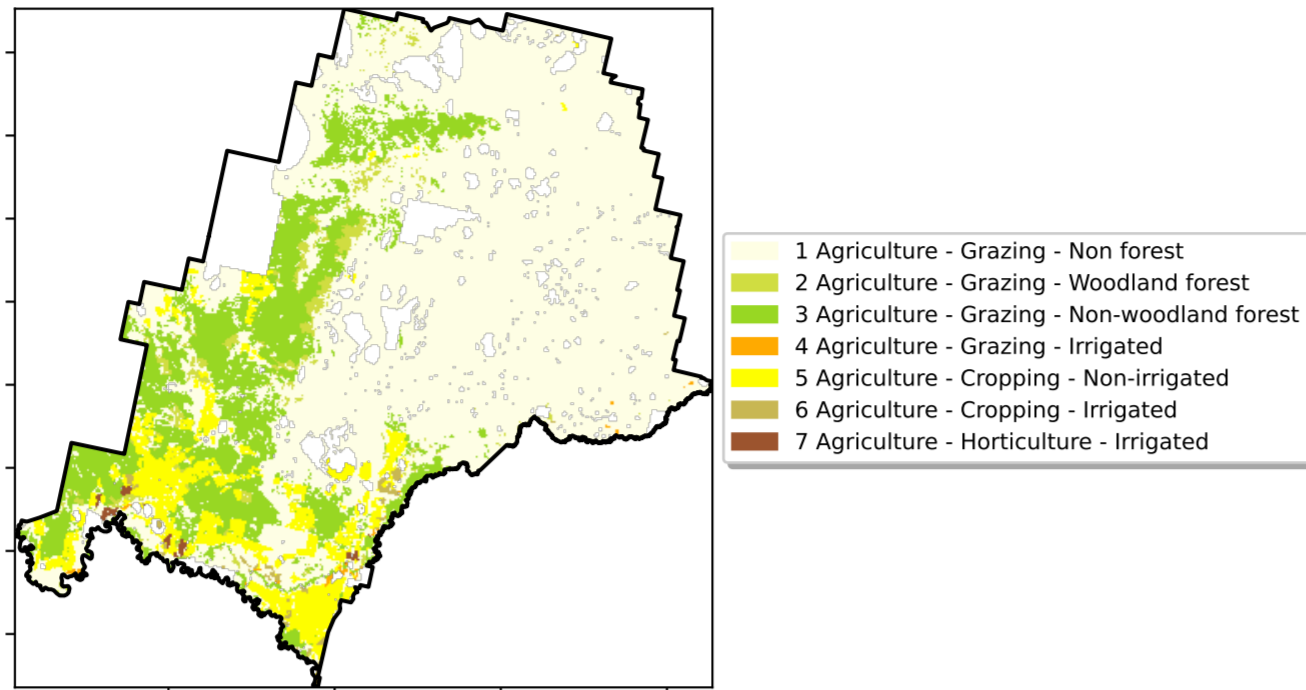 1 Agriculture - Grazing - Non forest
2 Agriculture - Grazing - Woodland forest
3 Agriculture - Grazing - Non-woodland forest
4 Agriculture - Grazing - Irrigated
5 Agriculture - Cropping - Non-irrigated
6 Agriculture - Cropping - Irrigated
7 Agriculture - Horticulture - Irrigated